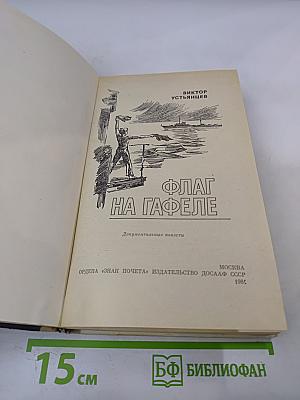 ВИКТОР
УСТЬЯНЦЕВ
ФЛАГ
НА ГАФЕЛЕ
Документальные повести
МОСКВА
ОРДЕНА «ЗНАК ПОЧЕТА» ИЗДАТЕЛЬСТВО ДОСААФ СССР
15 см
БФ БИБЛИОФАН